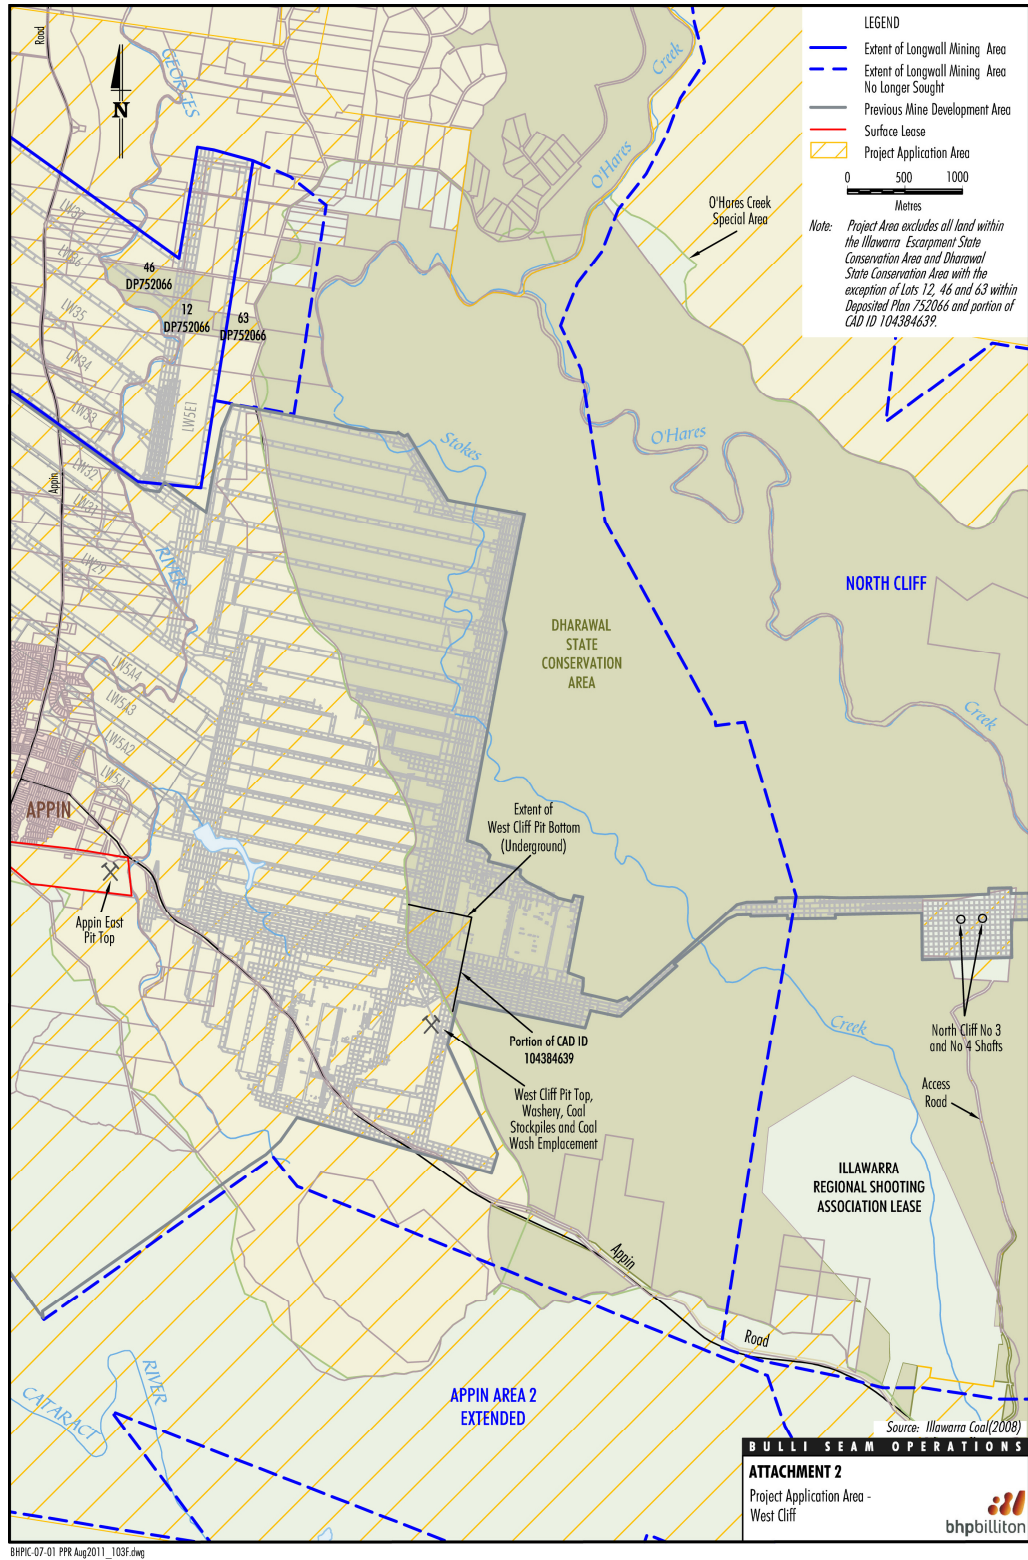 LEGEND
Extent of Longwall Mining Area
Extent of Longwall Mining Area
No Longer Sought
Previous Mine Development Area
Surface Lease
Project Application Area
0 500 1000
Metres
Note: Project Area excludes all land within
the Illawarra Escarpment State
Conservation Area and Dharawal
State Conservation Area with the
exception of Lots 12, 46 and 63 within
Deposited Plan 752066 and portion of
CAD ID 104384639.
Road
GEORGES
N
Creek
O'Hares
O'Hares Creek
Special Area
LW37
LW36
46
DP752066
12
DP752066
63
DP752066
LW35
LW34
LW33
LW5E1
LW32
LW31
Appin
LW29
RIVER
Stokes
O'Hares
NORTH CLIFF
DHARAWAL
STATE
CONSERVATION
AREA
Creek
LW5A4
LW5A3
LW5A2
LW5A1
APPIN
Extent of
West Cliff Pit Bottom
(Underground)
Appin East
Pit Top
Creek
North Cliff No 3
and No 4 Shafts
Portion of CAD ID
104384639
Access
Road
West Cliff Pit Top,
Washery, Coal
Stockpiles and Coal
Wash Emplacement
ILLAWARRA
REGIONAL SHOOTING
ASSOCIATION LEASE
Appin
Road
RIVER
CATARACT
APPIN AREA 2
EXTENDED
Source: Illawarra Coal(2008)
BULLI SEAM OPERATIONS
ATTACHMENT 2
Project Application Area -
West Cliff
bhpbilliton
BHPIC-07-01 PPR Aug2011_103F.dwg